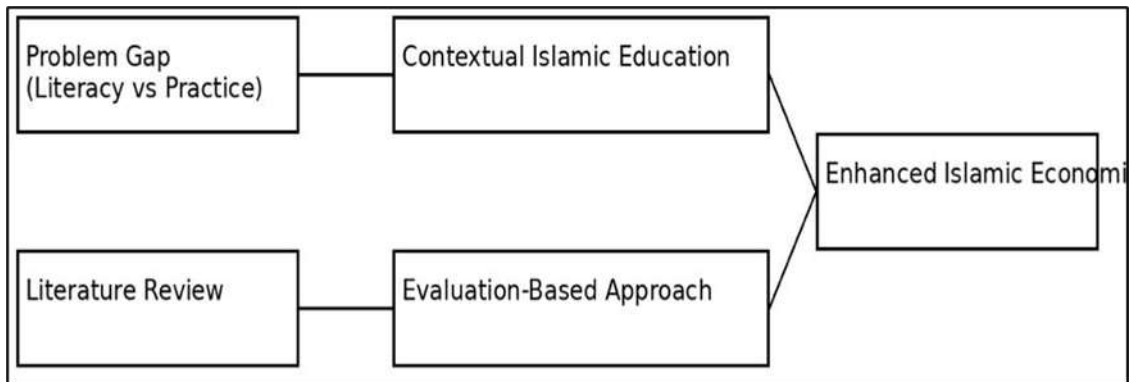 Problem Gap
(Literacy vs Practice)
Contextual Islamic Education
Enhanced Islamic Economi
Literature Review
Evaluation-Based Approach